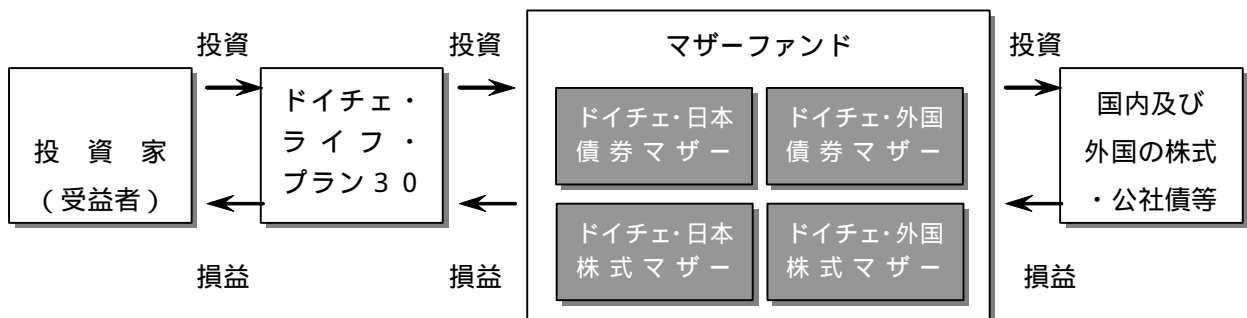 マザーファンド
投資
投資
投資
投　資　家
（受益者）
ドイチェ・
ライフ・
プラン３０
ドイチェ・日本
債券マザー
ドイチェ・外国
債券マザー
ドイチェ・日本
株式マザー
ドイチェ・外国
株式マザー
国内及び
外国の株式
・公社債等
損益
損益
損益